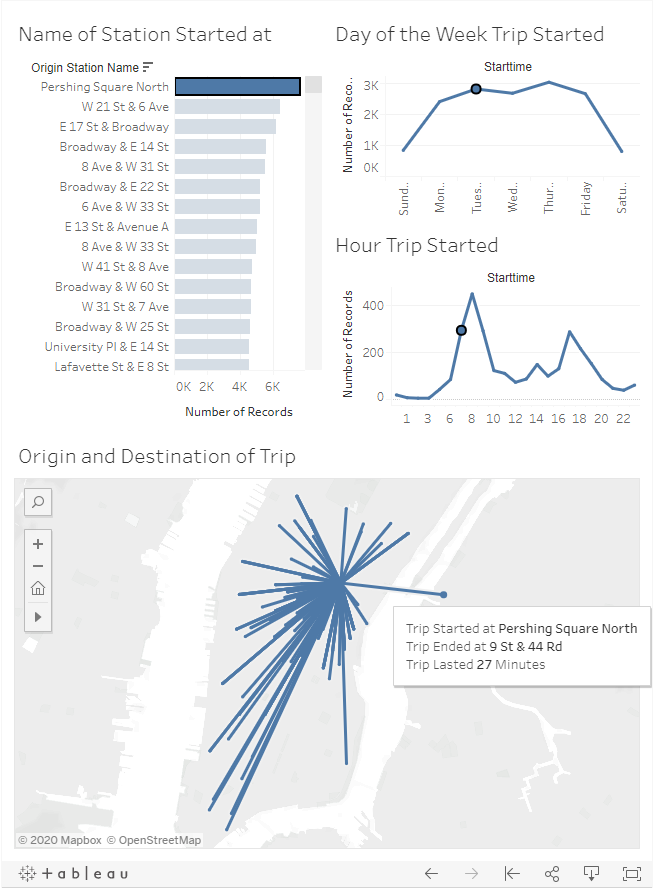 Name of Station Started at
Origin Station Name
Pershing Square North
W 21 St & 6 Ave
E 17 St & Broadway
Broadway & E 14 St
8 Ave & W 31 St
Broadway & E 22 St
6 Ave & W 33 St
E 13 St & Avenue A
8 Ave & W 33 St
W 41 St & 8 Ave
Broadway & W 60 St
W 31 St & 7 Ave
Broadway & W 25 St
University Pl & E 14 St
Lafayette St & E 8 St
0K 2K 4K 6K
Number of Records
Day of the Week Trip Started
Starttime
Number of Reco..
3K
2K
1K
0K
Sund..
Mon..
Tues..
Wed..
Thur..
Friday
Satu..
Hour Trip Started
Starttime
Number of Records
400
200
0
1 3 6 8 10 12 14 16 18 20 22
Origin and Destination of Trip
+
−
Trip Started at Pershing Square North
Trip Ended at 9 St & 44 Rd
Trip Lasted 27 Minutes
© 2020 Mapbox © OpenStreetMap
+ a b | e a u